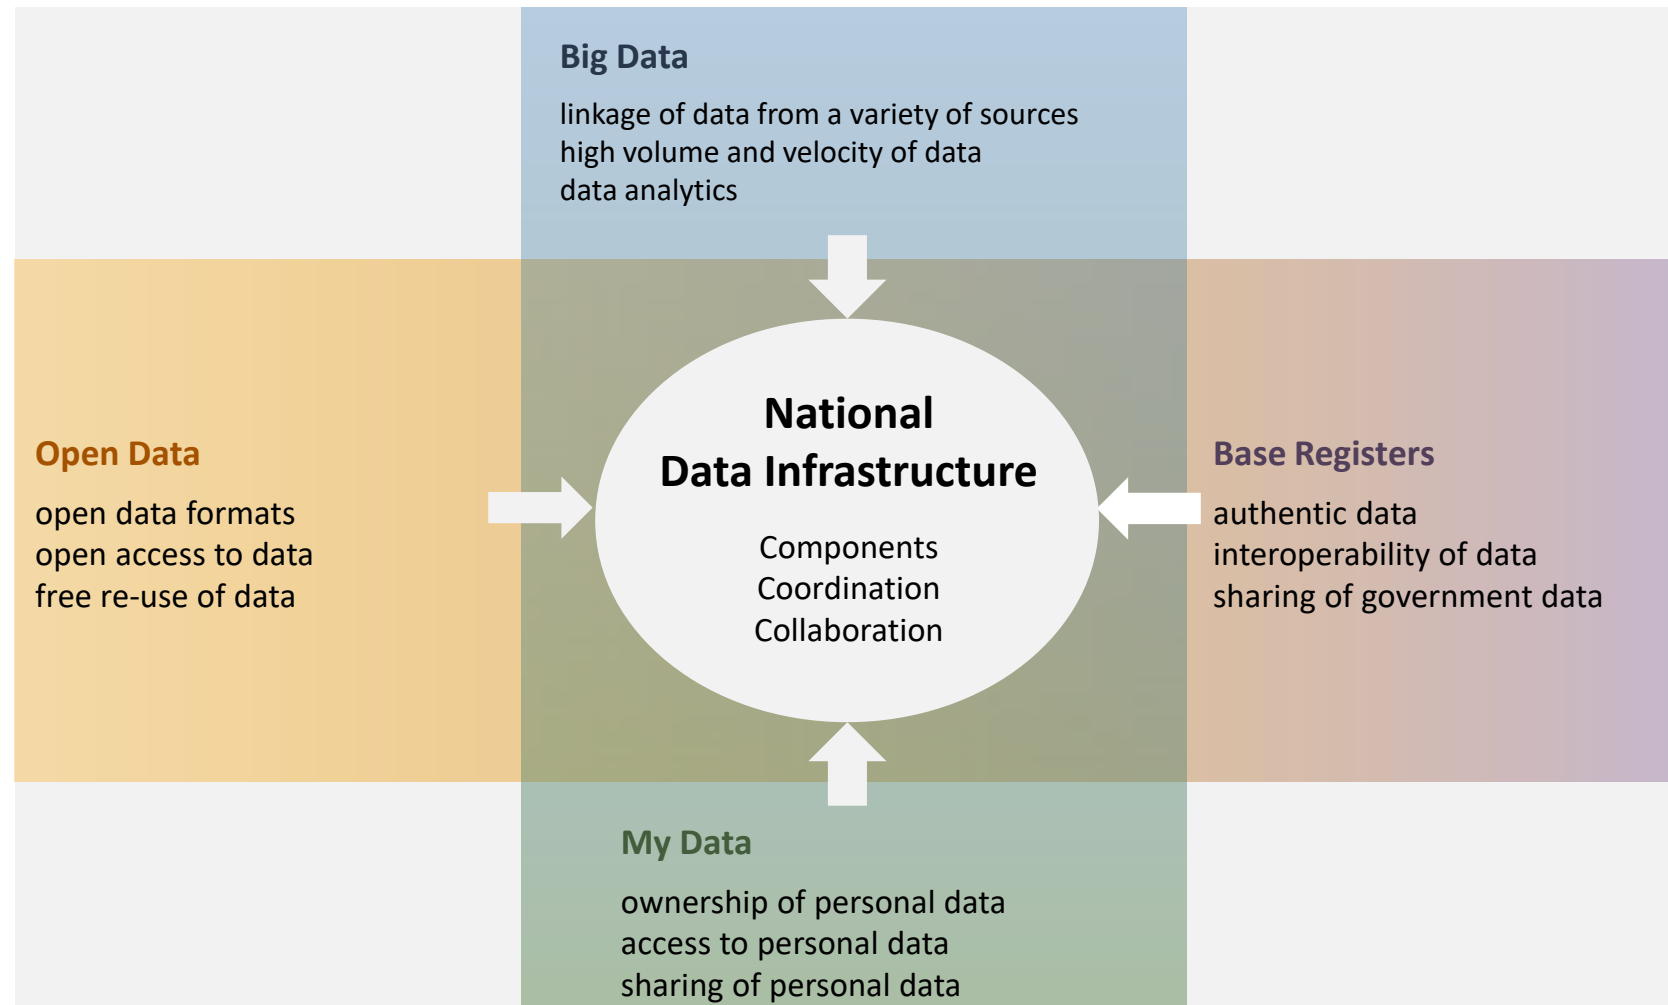 Big Data
linkage of data from a variety of sources
high volume and velocity of data
data analytics
Open Data
open data formats
open access to data
free re-use of data
National
Data Infrastructure
Components
Coordination
Collaboration
Base Registers
authentic data
interoperability of data
sharing of government data
My Data
ownership of personal data
access to personal data
sharing of personal data